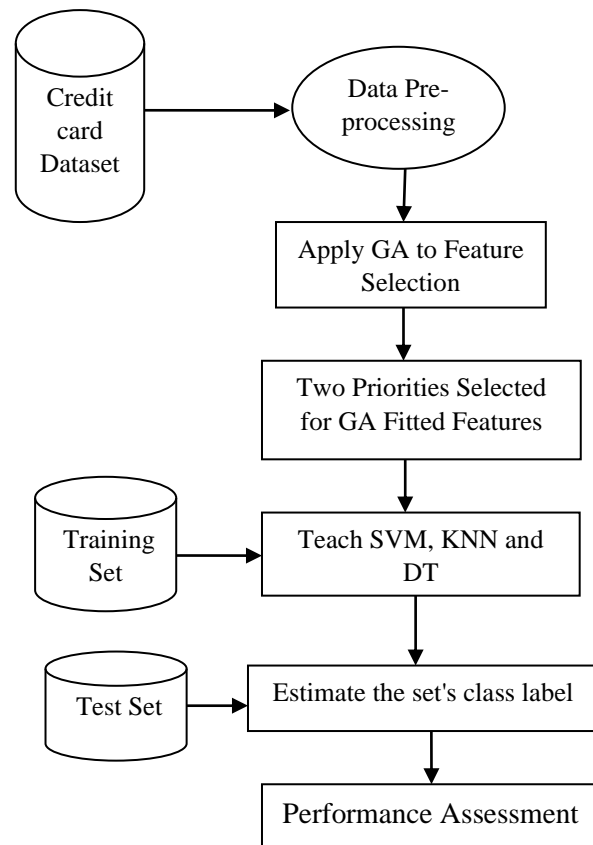 Credit
card
Dataset
Data Pre-
processing
Apply GA to Feature
Selection
Two Priorities Selected
for GA Fitted Features
Training
Set
Teach SVM, KNN and
DT
Test Set
Estimate the set's class label
Performance Assessment